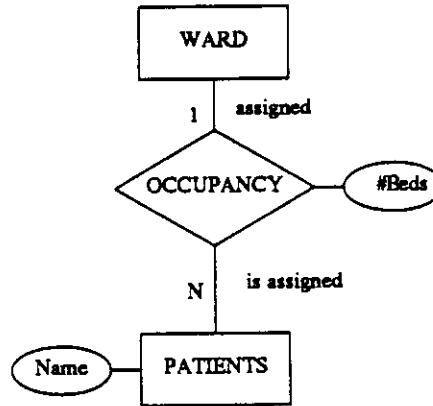 WARD
1 assigned
OCCUPANCY #Beds
N is assigned
Name PATIENTS